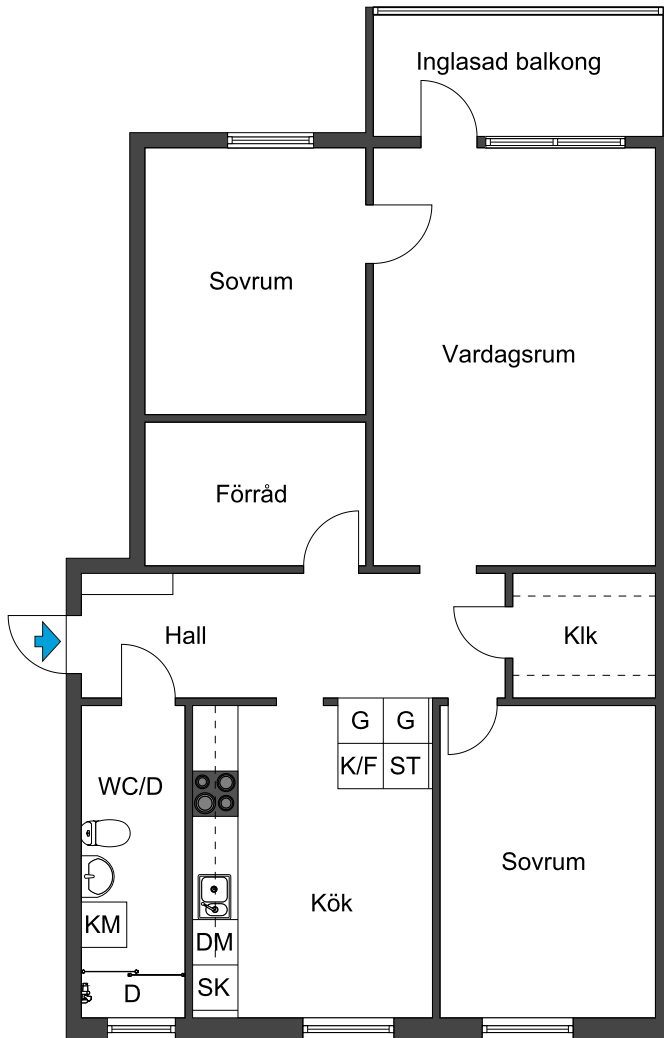 Inglasad balkong
Sovrum
Vardagsrum
Förråd
Hall
Klk
G G
K/F ST
WC/D
Sovrum
Kök
KM
DM
D
SK